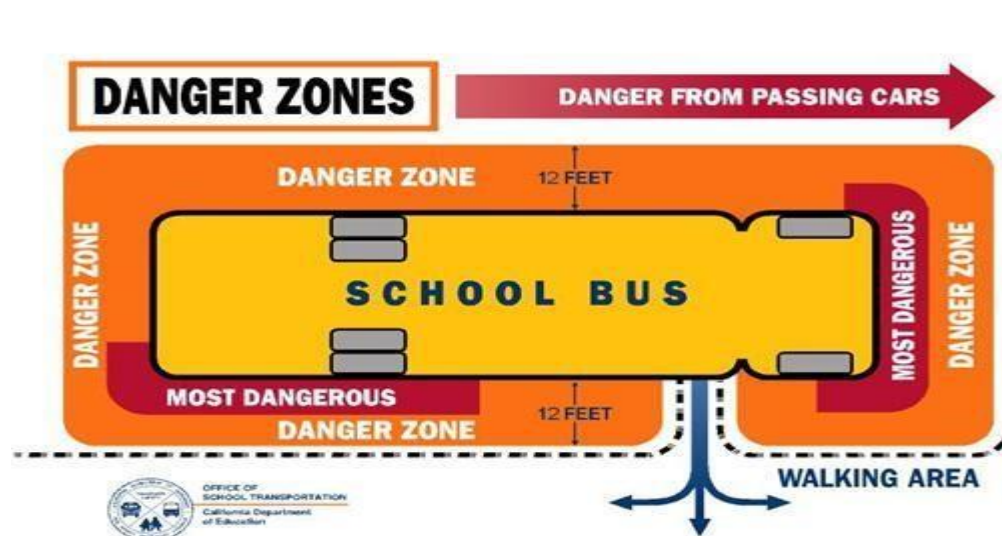 DANGER ZONES
DANGER FROM PASSING CARS
DANGER ZONE
12 FEET
DANGER ZONE
SCHOOL BUS
MOST DANGEROUS
DANGER ZONE
MOST DANGEROUS
12 FEET
DANGER ZONE
WALKING AREA
OFFICE OF
SCHOOL TRANSPORTATION
California Department
of Education